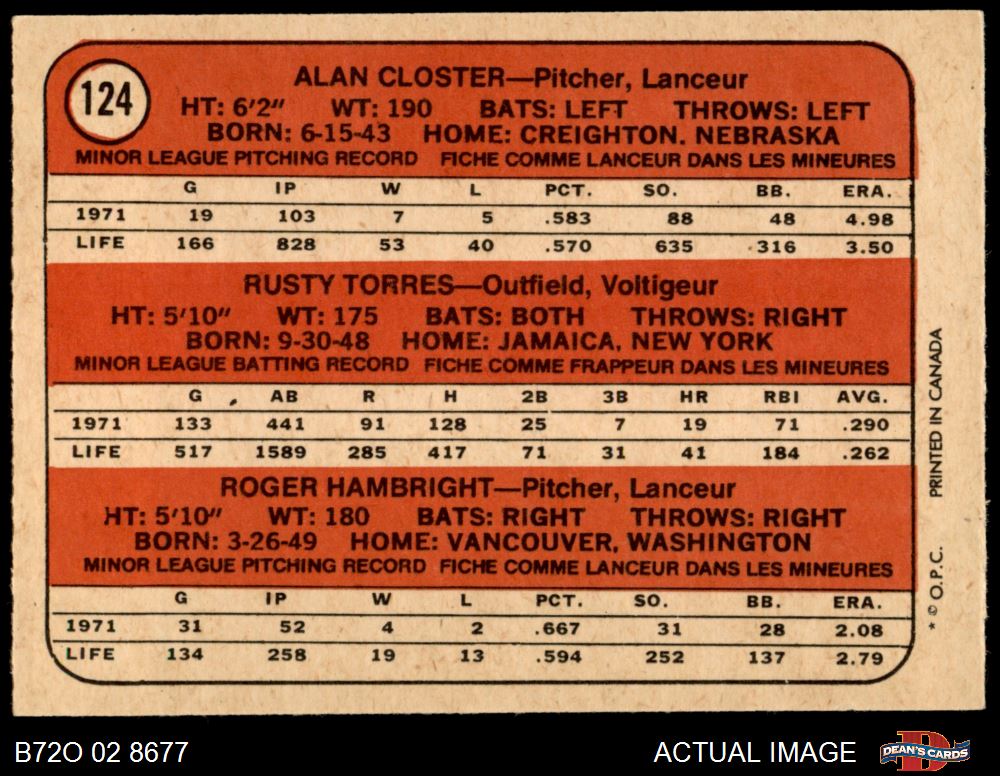 124
ALAN CLOSTER—Pitcher, Lanceur
HT: 6'2" WT: 190 BATS: LEFT THROWS: LEFT
BORN: 6-15-43 HOME: CREIGHTON. NEBRASKA
MINOR LEAGUE PITCHING RECORD FICHE COMME LANCEUR DANS LES MINEURES
G IP W L PCT. SO. BB. ERA.
1971 19 103 7 5 .583 88 48 4.98
LIFE 166 828 53 40 .570 635 316 3.50
RUSTY TORRES—Outfield, Voltigeur
HT: 5'10" WT: 175 BATS: BOTH THROWS: RIGHT
BORN: 9-30-48 HOME: JAMAICA, NEW YORK
MINOR LEAGUE BATTING RECORD FICHE COMME FRAPPEUR DANS LES MINEURES
G AB R H 2B 3B HR RBI AVG.
1971 133 441 91 128 25 7 19 71 .290
LIFE 517 1589 285 417 71 31 41 184 .262
ROGER HAMBRIGHT—Pitcher, Lanceur
HT: 5'10" WT: 180 BATS: RIGHT THROWS: RIGHT
BORN: 3-26-49 HOME: VANCOUVER, WASHINGTON
MINOR LEAGUE PITCHING RECORD FICHE COMME LANCEUR DANS LES MINEURES
G IP W L PCT. SO. BB. ERA.
1971 31 52 4 2 .667 31 28 2.08
LIFE 134 258 19 13 .594 252 137 2.79
* © O.P.C. PRINTED IN CANADA
B72O 02 8677
ACTUAL IMAGE
D
DEAN'S CARDS